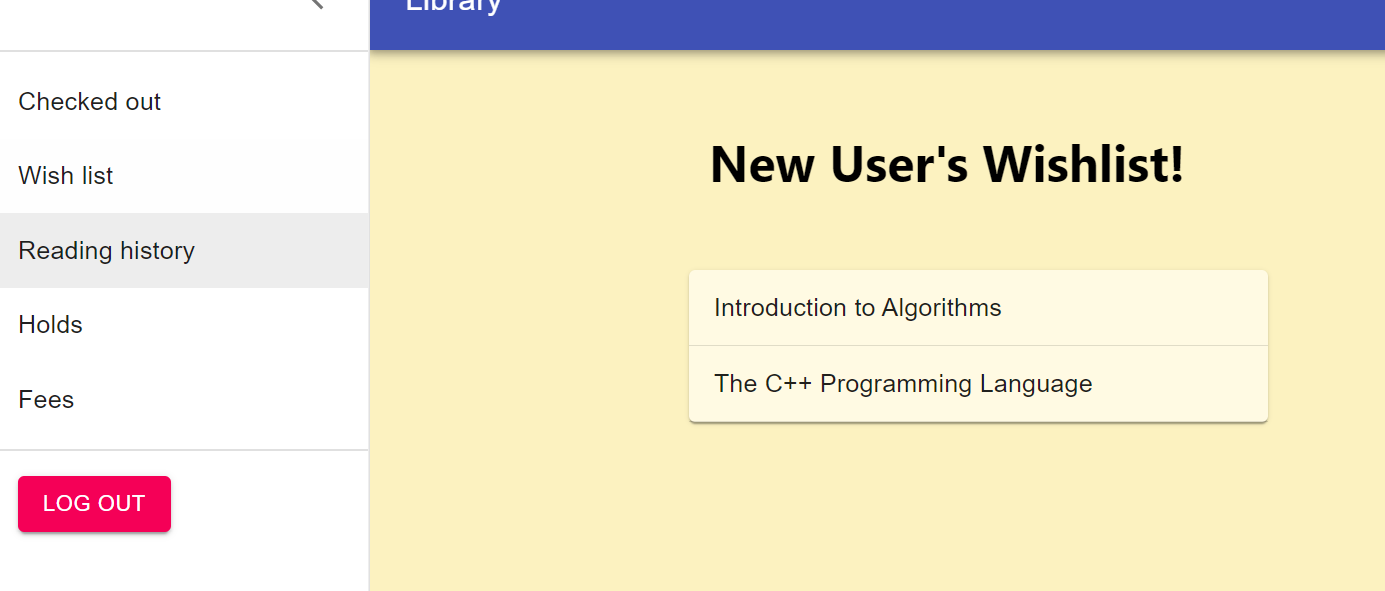 Library
Checked out
Wish list
Reading history
Holds
Fees
LOG OUT
New User's Wishlist!
Introduction to Algorithms
The C++ Programming Language